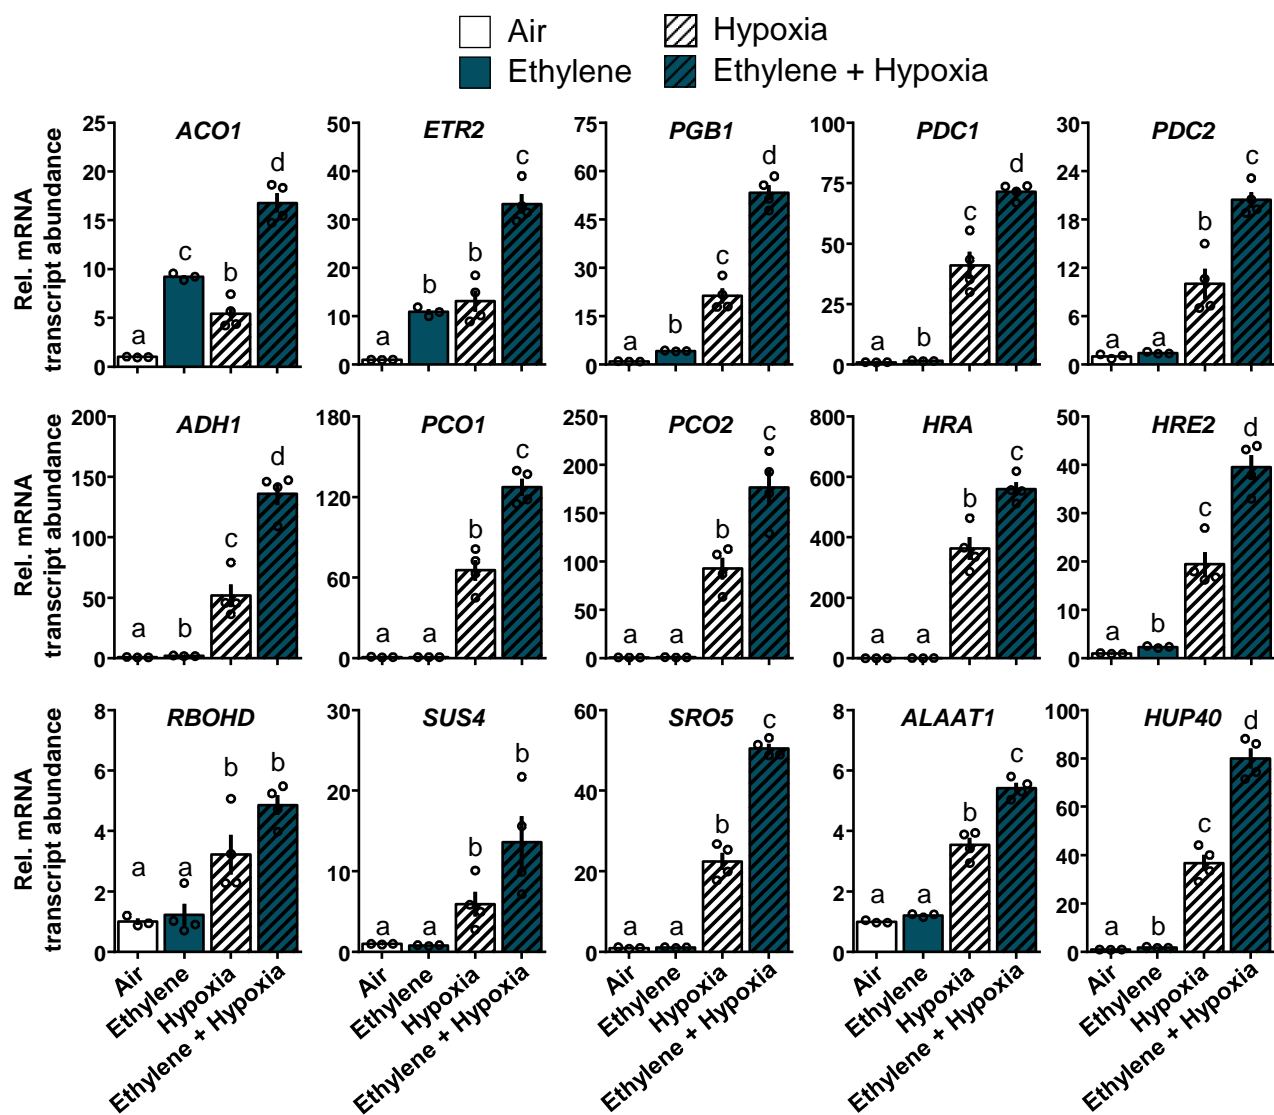 Air
Hypoxia
Ethylene
Ethylene + Hypoxia
Rel. mRNA
transcript abundance
ACO1
25
20
15
10
5
0
a
c
b
d
ETR2
50
40
30
20
10
0
a
b
b
c
PGB1
75
60
45
30
15
0
a
b
c
d
PDC1
100
75
50
25
0
a
b
c
d
PDC2
30
24
18
12
6
0
a
a
b
c
Rel. mRNA
transcript abundance
ADH1
200
150
100
50
0
a
b
c
d
PCO1
180
120
60
0
a
a
b
c
PCO2
250
200
150
100
50
0
a
a
b
c
HRA
800
600
400
200
0
a
a
b
c
HRE2
50
40
30
20
10
0
a
b
c
d
Rel. mRNA
transcript abundance
RBOHD
8
6
4
2
0
a
a
b
b
SUS4
30
20
10
0
a
a
b
b
SRO5
60
40
20
0
a
a
b
c
ALAAT1
8
6
4
2
0
a
a
b
c
HUP40
100
80
60
40
20
0
a
b
c
d
Air
Ethylene
Hypoxia
Ethylene + Hypoxia
Air
Ethylene
Hypoxia
Ethylene + Hypoxia
Air
Ethylene
Hypoxia
Ethylene + Hypoxia
Air
Ethylene
Hypoxia
Ethylene + Hypoxia
Air
Ethylene
Hypoxia
Ethylene + Hypoxia